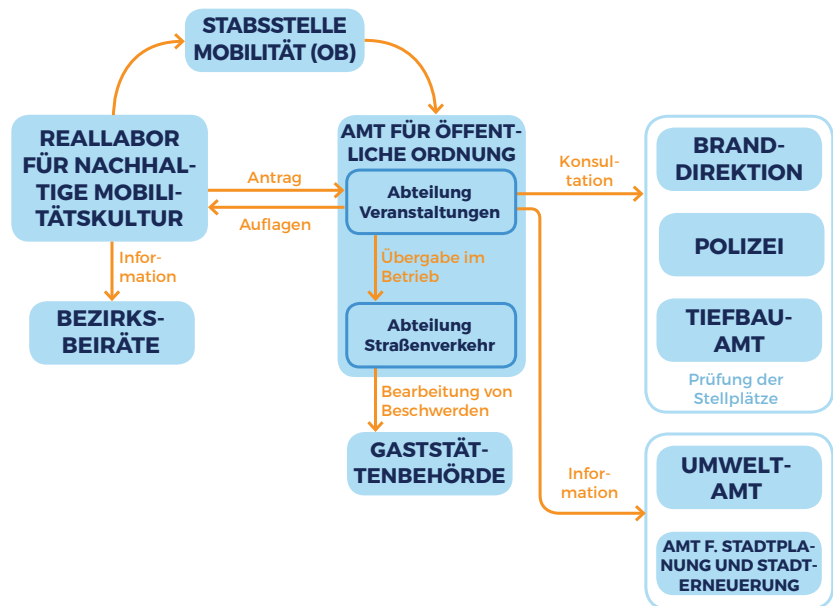 STABSSTELLE
MOBILITÄT (OB)
REALLABOR
FÜR NACHHAL-
TIGE MOBILI-
TÄTSKULTUR
Antrag
Auflagen
Infor-
mation
BEZIRKS-
BEIRÄTE
AMT FÜR ÖFFENT-
LICHE ORDNUNG
Abteilung
Veranstaltungen
Übergabe im
Betrieb
Abteilung
Straßenverkehr
Bearbeitung von
Beschwerden
GASTSTÄT-
TENBEHÖRDE
Konsul-
tation
BRAND-
DIREKTION
POLIZEI
TIEFBAU-
AMT
Prüfung der
Stellplätze
Infor-
mation
UMWELT-
AMT
AMT F. STADTPLA-
NUNG UND STADT-
ERNEUERUNG